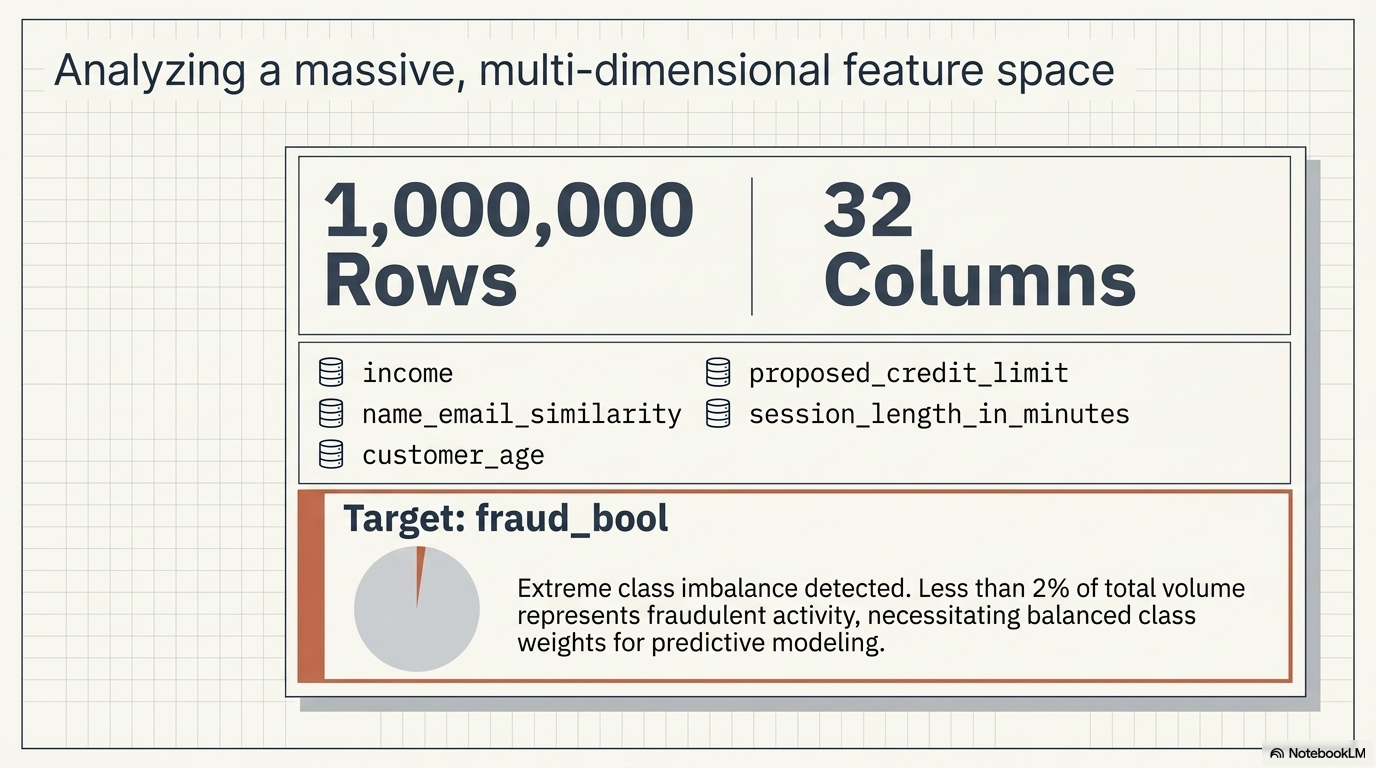 Analyzing a massive, multi-dimensional feature space
1,000,000
Rows
32
Columns
income
name_email_similarity
customer_age
proposed_credit_limit
session_length_in_minutes
Target: fraud_bool
Extreme class imbalance detected. Less than 2% of total volume
represents fraudulent activity, necessitating balanced class
weights for predictive modeling.
NotebookLM